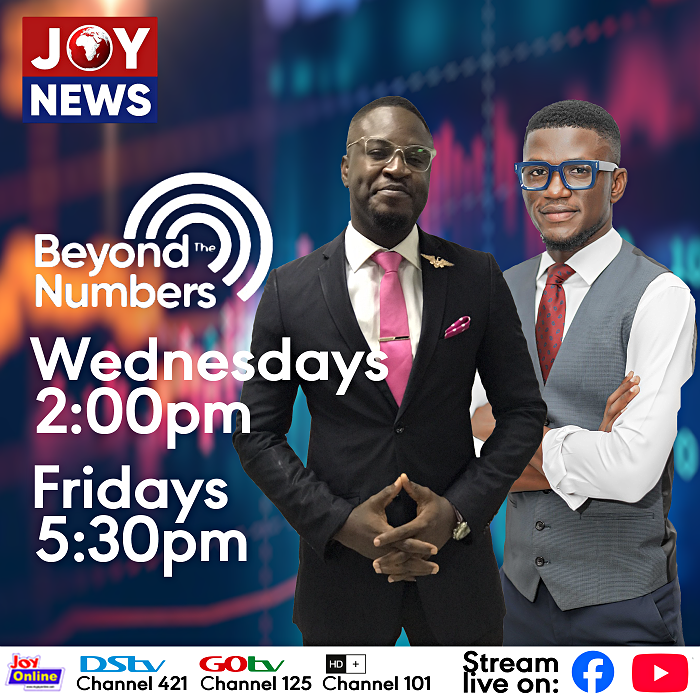 JOY
NEWS
Beyond The
Numbers
Wednesdays
2:00pm
Fridays
5:30pm
Joy
Online
DStv
Channel 421
GOtv
Channel 125
HD +
Channel 101
Stream
live on: